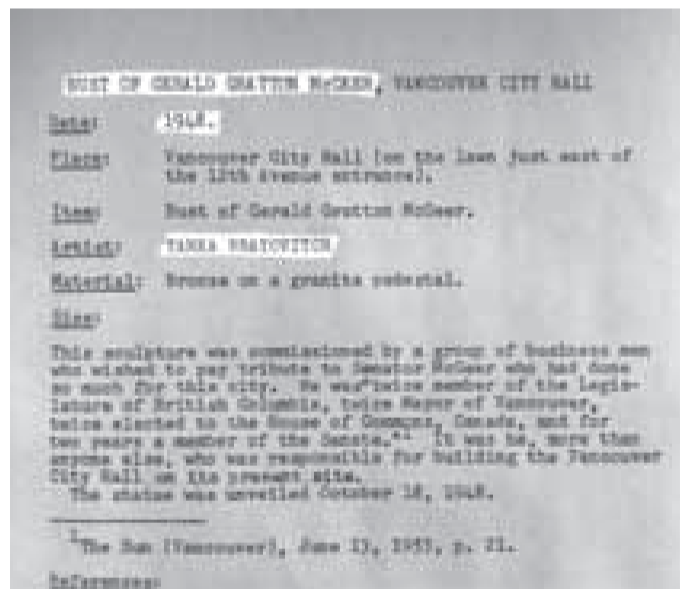 BUST OF GERALD GRATTON McGEER, VANCOUVER CITY HALL
Date: 1948.
Place: Vancouver City Hall (on the lawn just east of
the 12th Avenue entrance).
Item: Bust of Gerald Gratton McGeer.
Artist: YANKA BRAYOVITCH
Material: Bronze on a granite pedestal.
Size:
This sculpture was commissioned by a group of business men
who wished to pay tribute to Senator McGeer who had done
so much for this city. He was "twice member of the legis-
lature of British Columbia, twice Mayor of Vancouver,
twice elected to the House of Commons, Canada, and for
two years a member of the Senate."1 It was he, more than
anyone else, who was responsible for building the Vancouver
City Hall on its present site.
The statue was unveiled October 18, 1948.
1The Sun (Vancouver), June 13, p. 21.
References: